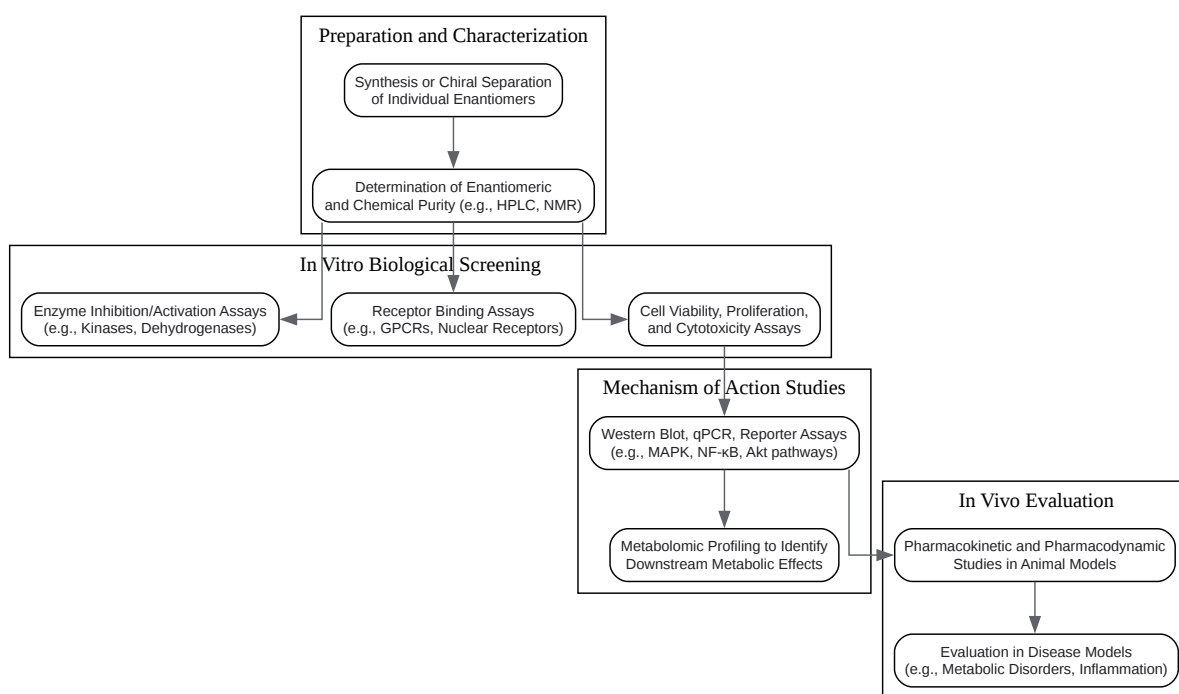 Preparation and Characterization
Synthesis or Chiral Separation
of Individual Enantiomers
Determination of Enantiomeric
and Chemical Purity (e.g., HPLC, NMR)
In Vitro Biological Screening
Enzyme Inhibition/Activation Assays
(e.g., Kinases, Dehydrogenases)
Receptor Binding Assays
(e.g., GPCRs, Nuclear Receptors)
Cell Viability, Proliferation,
and Cytotoxicity Assays
Mechanism of Action Studies
Western Blot, qPCR, Reporter Assays
(e.g., MAPK, NF-κB, Akt pathways)
Metabolomic Profiling to Identify
Downstream Metabolic Effects
In Vivo Evaluation
Pharmacokinetic and Pharmacodynamic
Studies in Animal Models
Evaluation in Disease Models
(e.g., Metabolic Disorders, Inflammation)